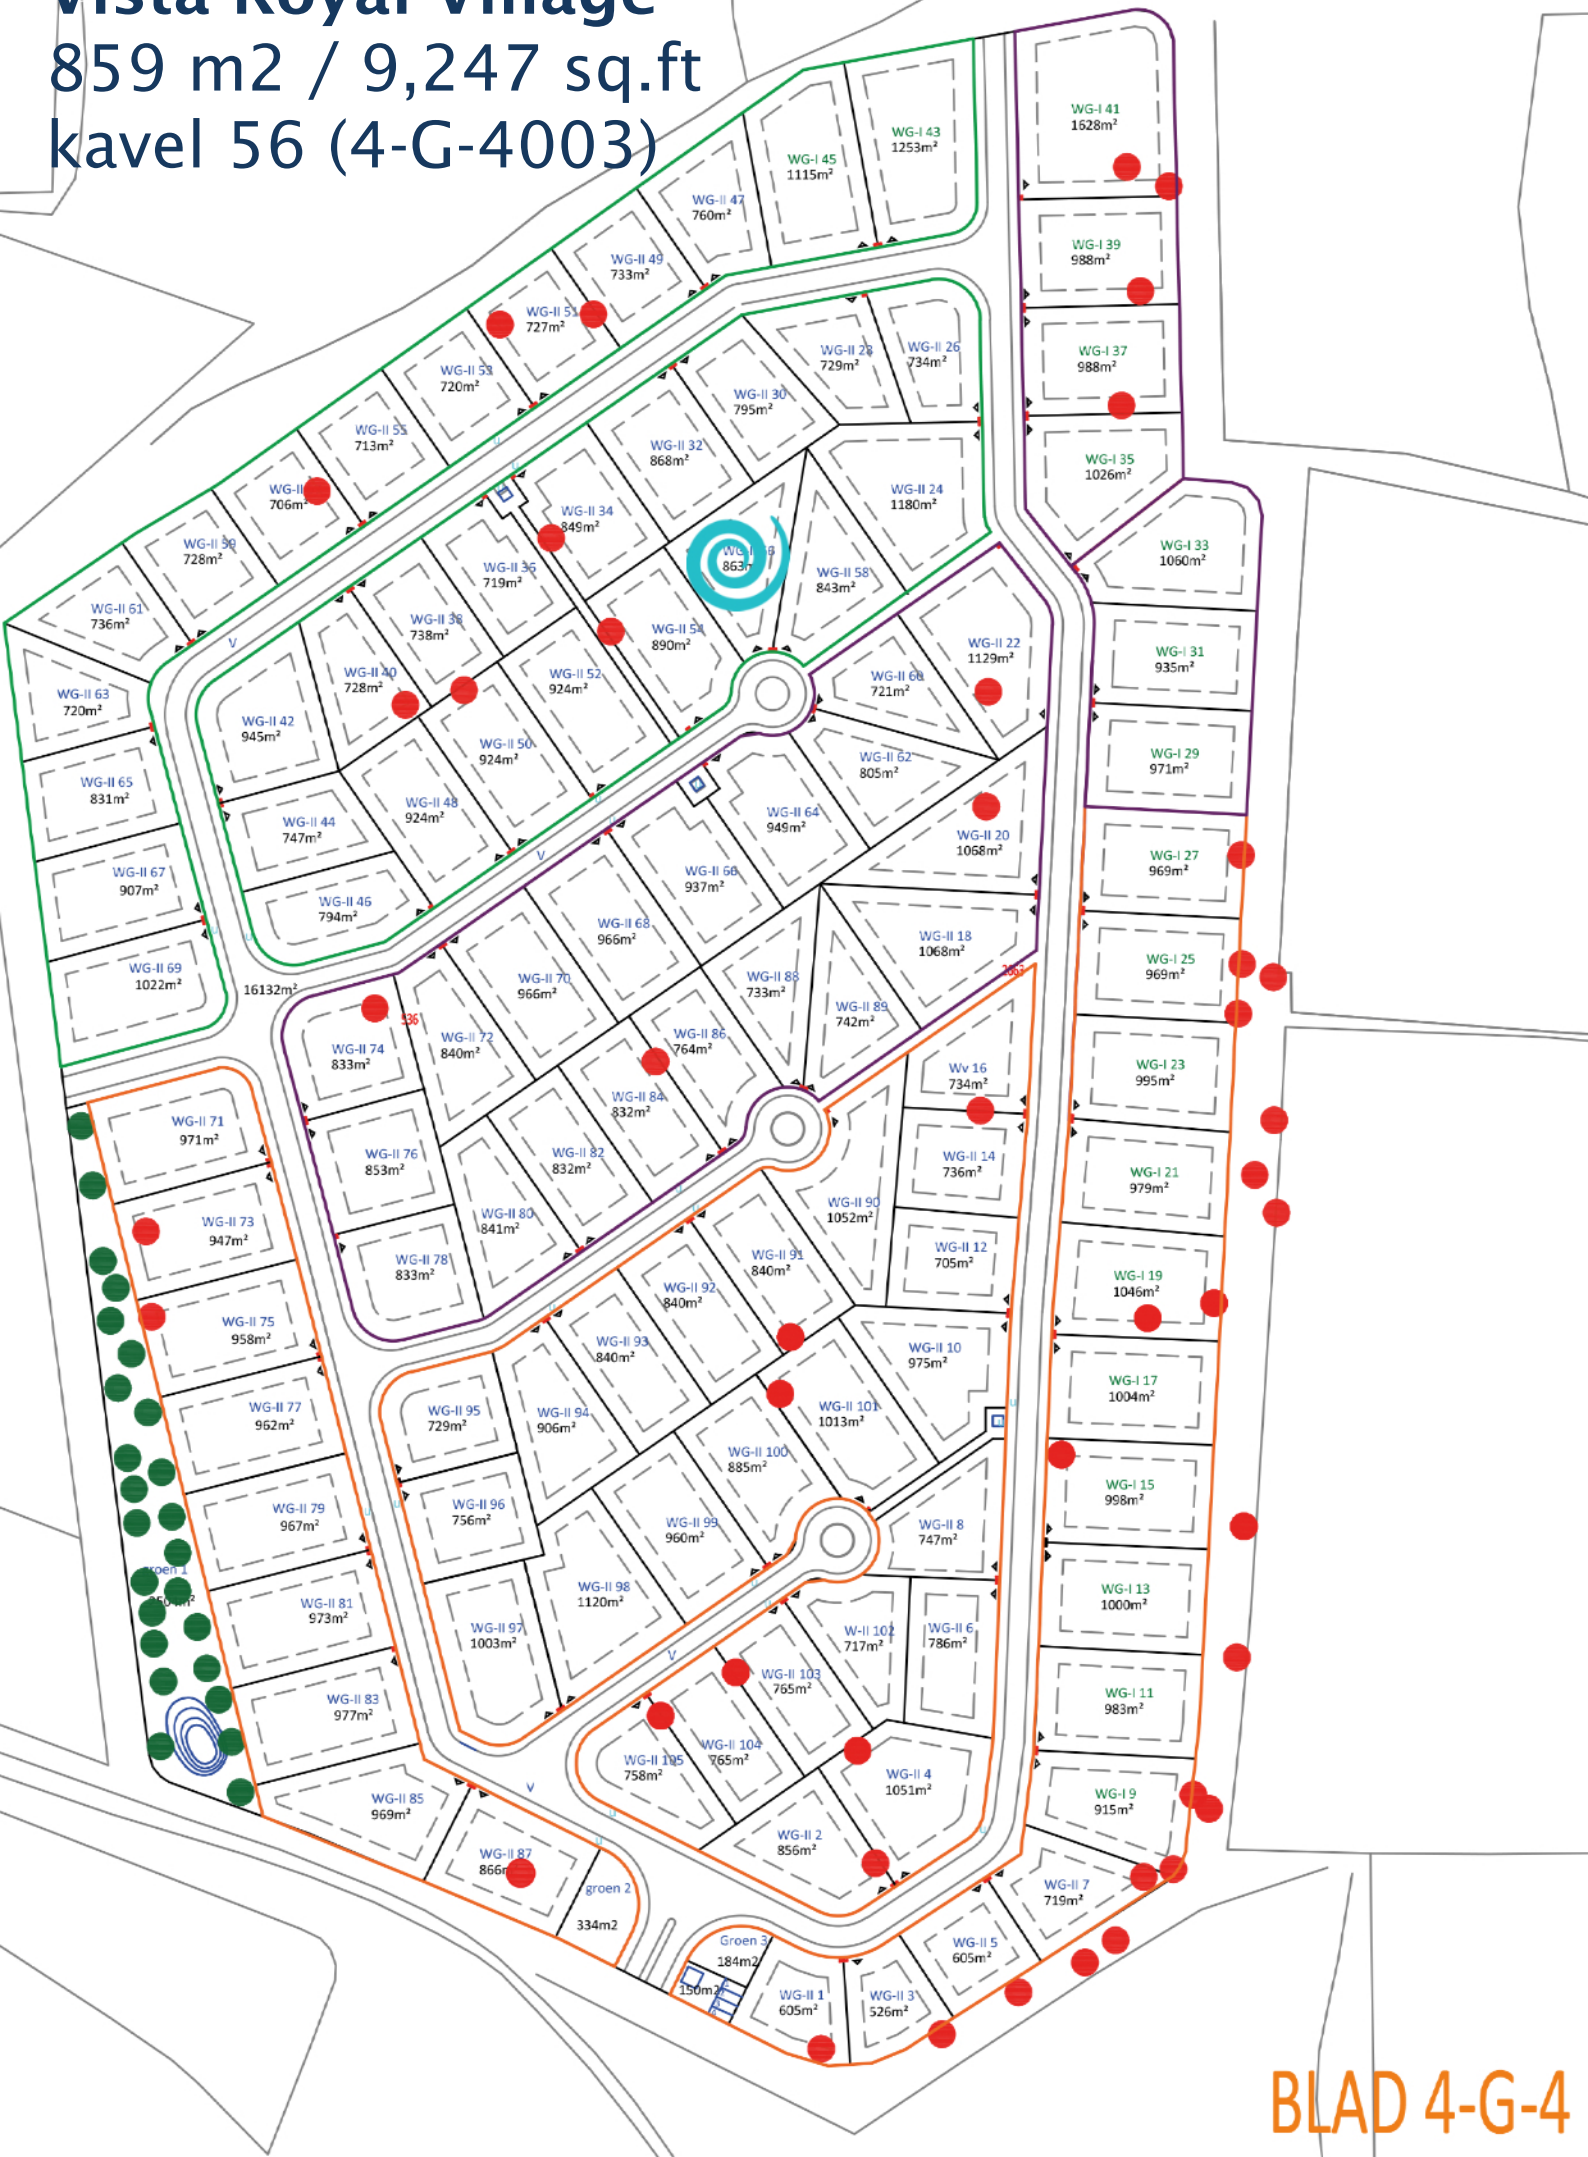 Vista Royal Village
859 m2 / 9,247 sq.ft
kavel 56 (4-G-4003)
WG-I 41
1628m²
WG-I 43
1253m²
WG-I 45
1115m²
WG-II 47
760m²
WG-I 39
988m²
WG-II 49
733m²
WG-II 51
727m²
WG-II 28
729m²
WG-II 26
734m²
WG-I 37
988m²
WG-II 53
720m²
WG-II 30
795m²
WG-II 55
713m²
WG-II 32
868m²
WG-I 35
1026m²
WG-II
706m²
WG-II 34
849m²
WG-II 24
1180m²
WG-II 59
728m²
WG-II 36
719m²
863m
WG-II 58
843m²
WG-I 33
1060m²
WG-II 61
736m²
WG-II 38
738m²
WG-II 54
890m²
WG-II 22
1129m²
WG-I 31
935m²
V
WG-II 63
720m²
WG-II 40
728m²
WG-II 52
924m²
WG-II 60
721m²
WG-II 42
945m²
WG-II 50
924m²
WG-II 62
805m²
WG-I 29
971m²
WG-II 65
831m²
WG-II 44
747m²
WG-II 48
924m²
WG-II 64
949m²
WG-II 20
1068m²
V
WG-I 27
969m²
WG-II 67
907m²
WG-II 46
794m²
WG-II 66
937m²
WG-II 68
966m²
WG-II 18
1068m²
WG-I 25
969m²
WG-II 69
1022m²
16132m²
WG-II 70
966m²
WG-II 88
733m²
2067
WG-II 89
742m²
536
WG-II 74
833m²
WG-II 72
840m²
WG-II 86
764m²
Wv 16
734m²
WG-I 23
995m²
WG-II 84
832m²
WG-II 71
971m²
WG-II 76
853m²
WG-II 82
832m²
WG-II 14
736m²
WG-I 21
979m²
WG-II 73
947m²
WG-II 80
841m²
WG-II 90
1052m²
WG-II 78
833m²
WG-II 91
840m²
WG-II 12
705m²
WG-II 92
840m²
WG-I 19
1046m²
WG-II 75
958m²
WG-II 93
840m²
WG-II 10
975m²
WG-II 77
962m²
WG-II 95
729m²
WG-II 94
906m²
WG-II 101
1013m²
WG-I 17
1004m²
WG-II 100
885m²
WG-II 79
967m²
WG-II 96
756m²
WG-II 99
960m²
WG-II 8
747m²
WG-I 15
998m²
roen 1
WG-II 81
973m²
WG-II 98
1120m²
WG-I 13
1000m²
WG-II 97
1003m²
W-II 102
717m²
WG-II 6
786m²
V
WG-II 83
977m²
WG-II 103
765m²
WG-I 11
983m²
WG-II 105
758m²
WG-II 104
765m²
WG-II 4
1051m²
V
WG-II 85
969m²
WG-I 9
915m²
WG-II 2
856m²
WG-II 87
866m
groen 2
334m2
WG-II 7
719m²
Groen 3
184m2
150m2
WG-II 5
605m²
WG-II 1
605m²
WG-II 3
526m²
BLAD 4-G-4